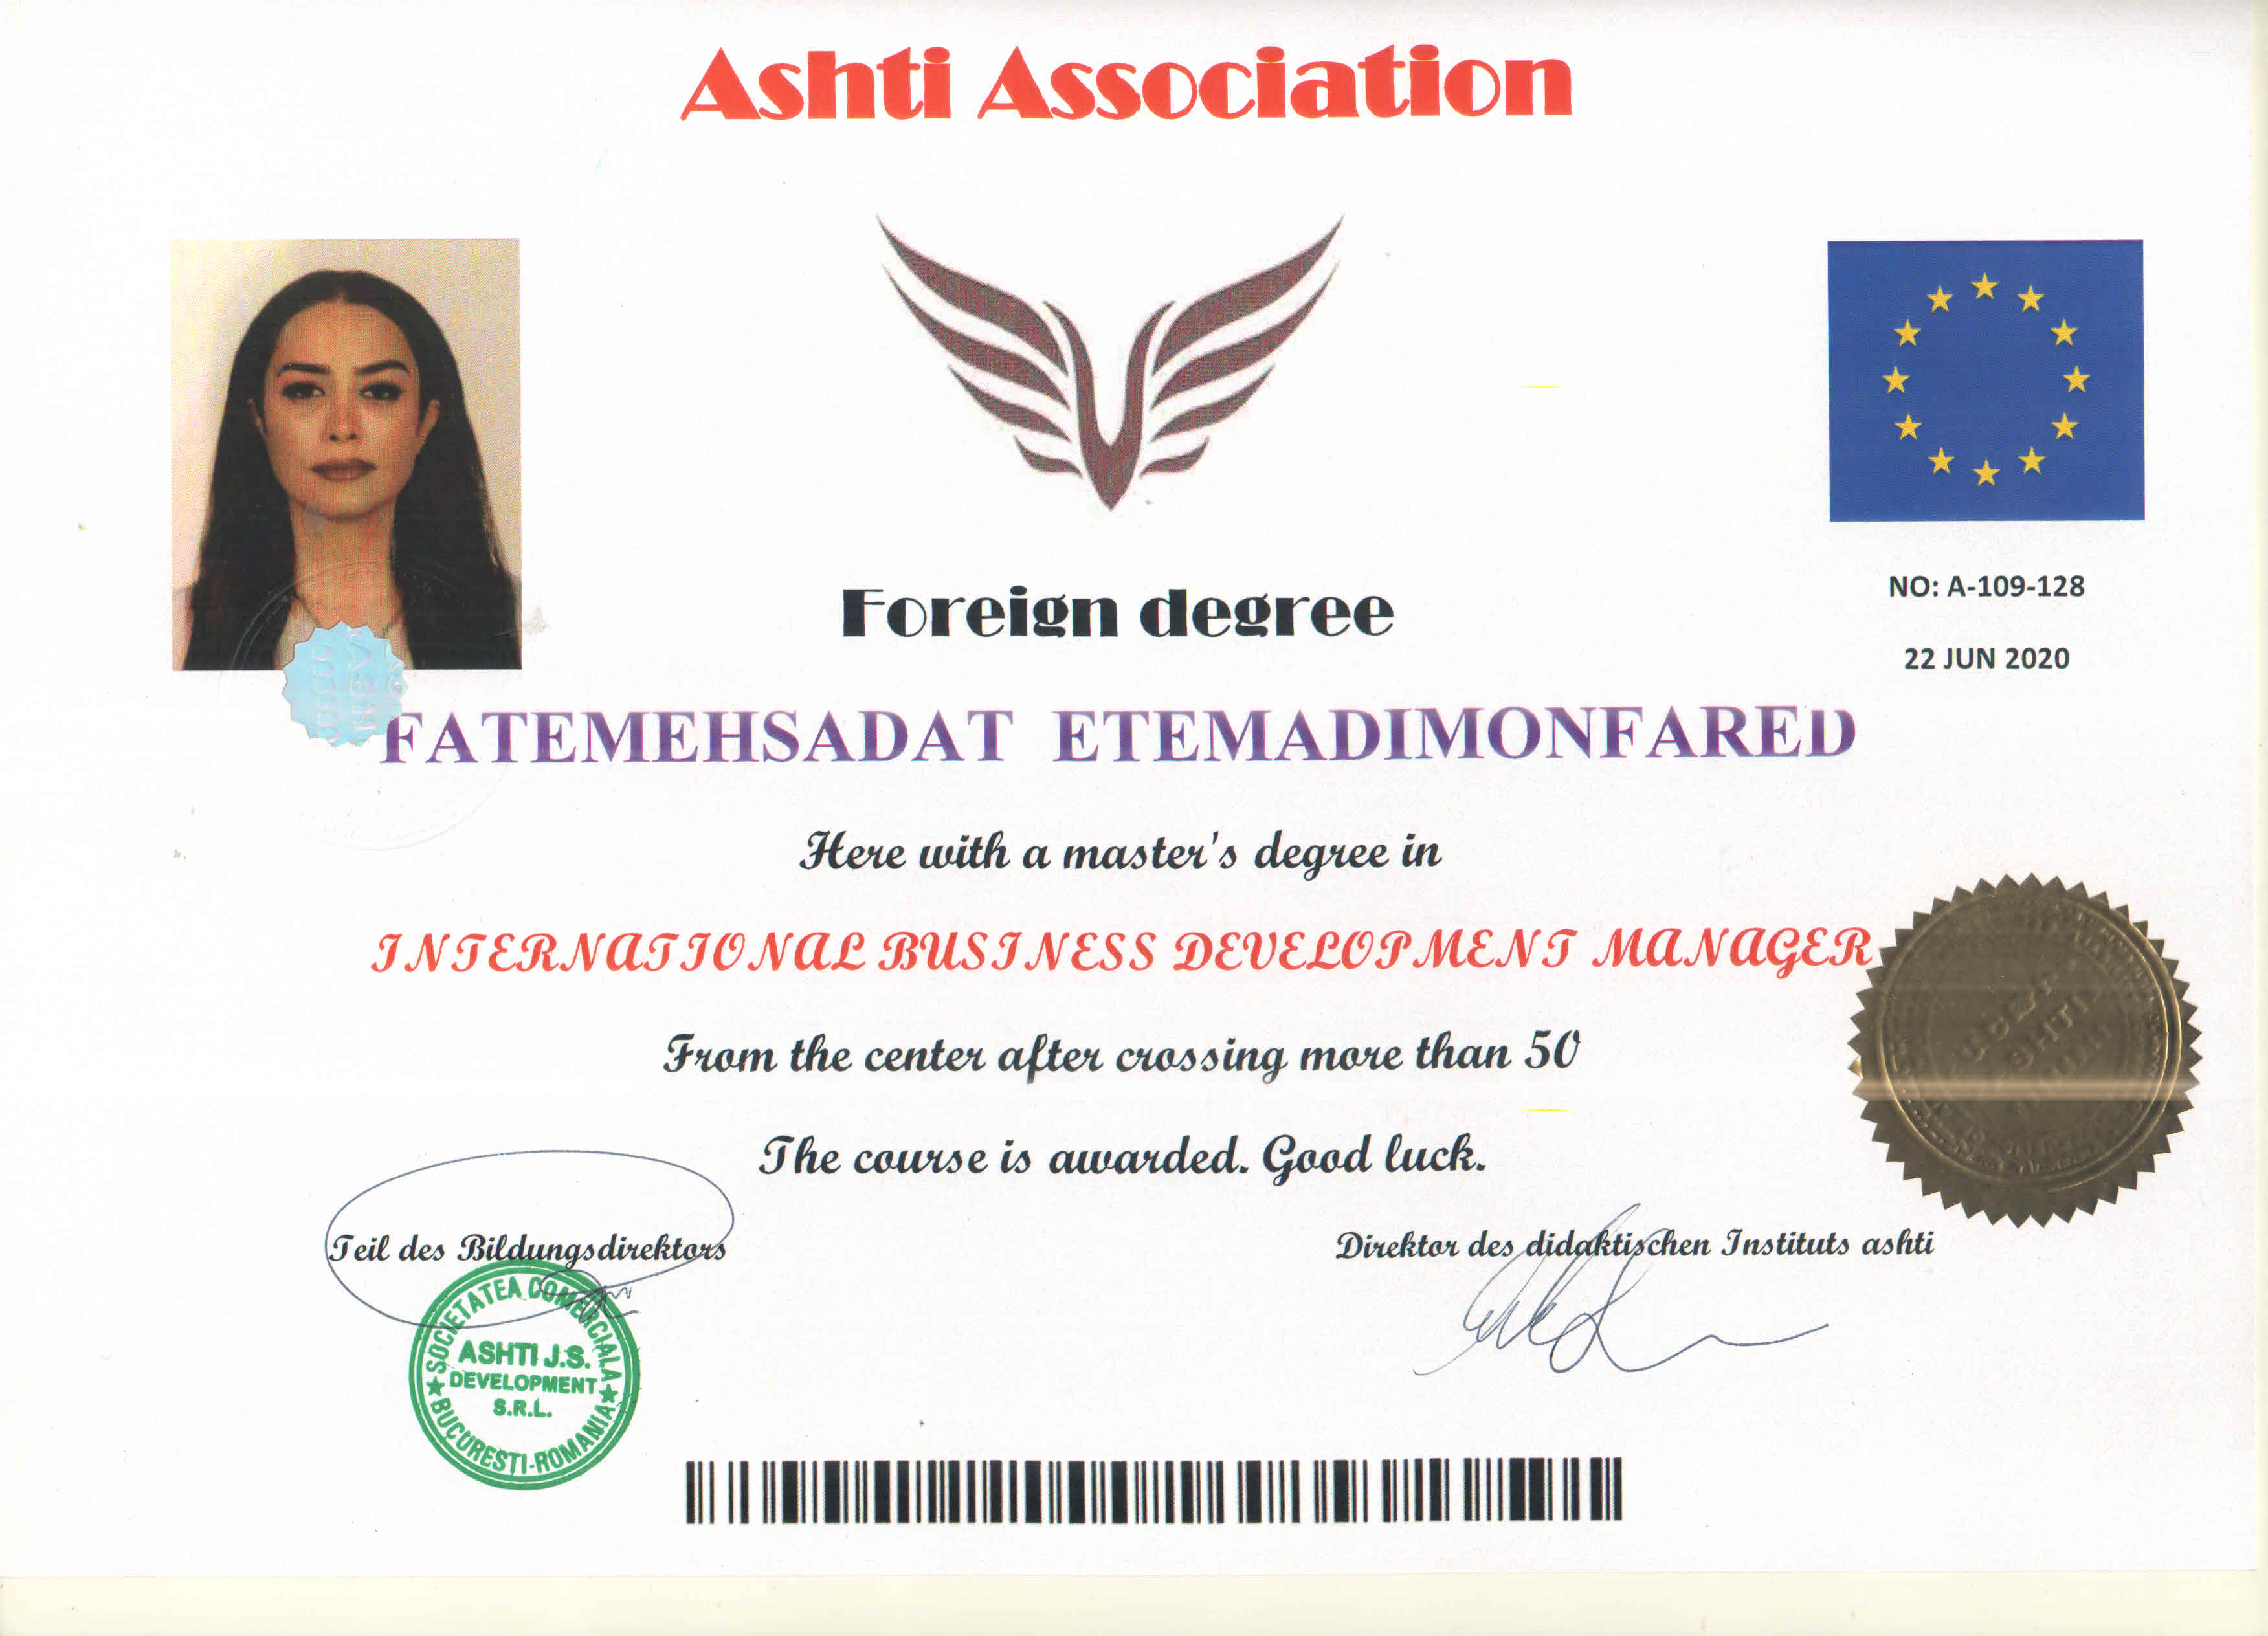 Ashti Association
Foreign degree
NO: A-109-128
22 JUN 2020
FATEMEHSADAT ETEMADIMONFARED
Here with a master's degree in
INTERNATIONAL BUSINESS DEVELOPMENT MANAGER
From the center after crossing more than 50
The course is awarded. Good luck.
Teil des Bildungsdirektors
Direktor des didaktischen Instituts ashti
SOCIETATEA COMERCIALA
ASHTI J.S.
DEVELOPMENT
S.R.L.
BUCURESTI-ROMANIA